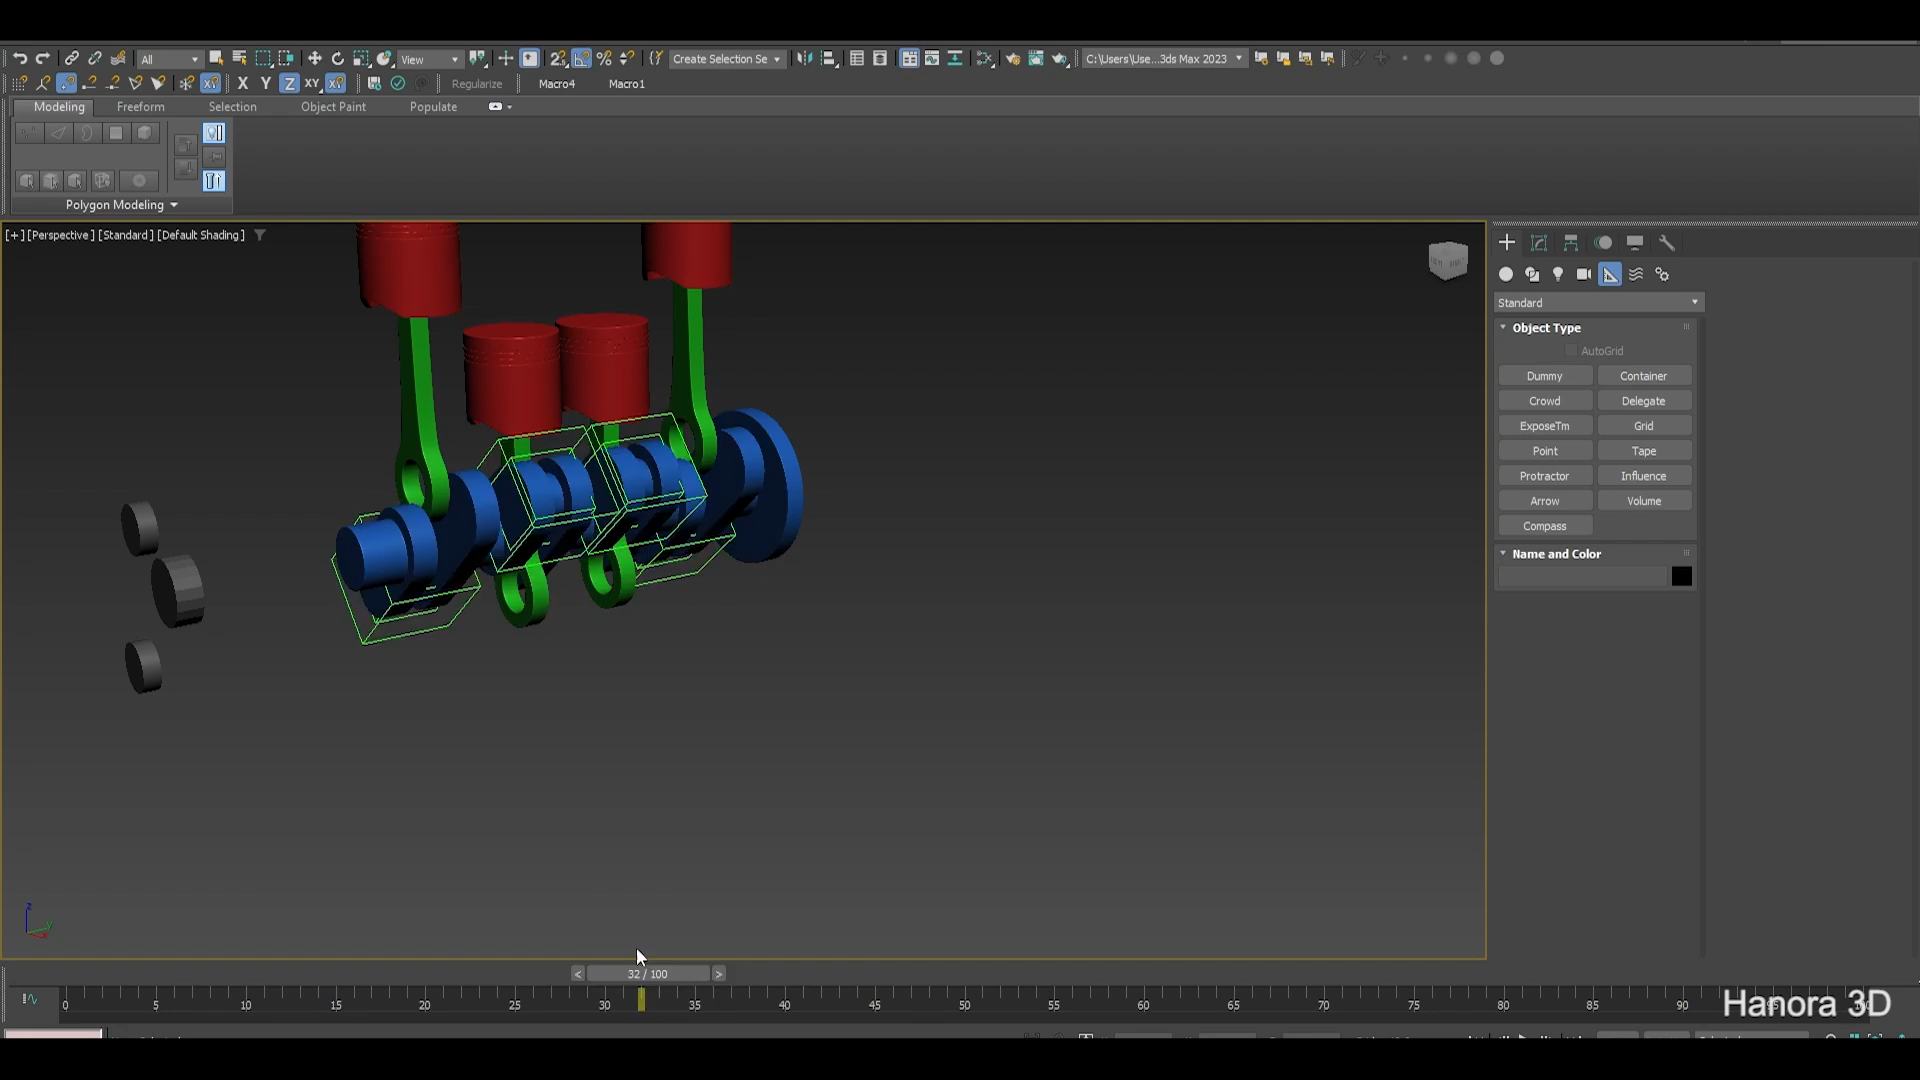 All
View
Create Selection Se
C:\Users\Use...3ds Max 2023
X Y Z XY
Regularize Macro4 Macro1
Modeling Freeform Selection Object Paint Populate
Polygon Modeling
[+] [Perspective] [Standard] [Default Shading]
Standard
Object Type
AutoGrid
Dummy Container
Crowd Delegate
ExposeTm Grid
Point Tape
Protractor Influence
Arrow Volume
Compass
Name and Color
z
y
< 32 / 100 >
0 5 10 15 20 25 30 35 40 45 50 55 60 65 70 75 80 85 90
Hanora 3D